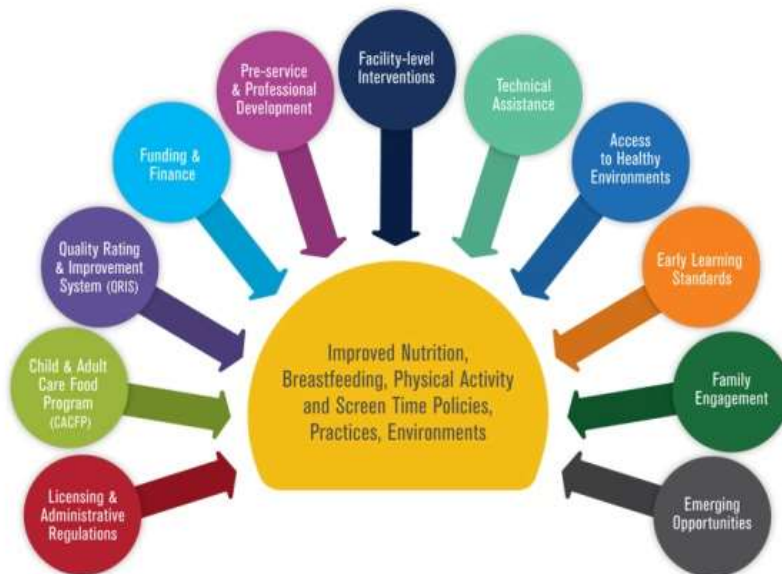 Facility-level
Interventions
Pre-service
& Professional
Development
Technical
Assistance
Funding &
Finance
Access
to Healthy
Environments
Quality Rating
& Improvement
System (QRIS)
Early Learning
Standards
Child & Adult
Care Food
Program
(CACFP)
Improved Nutrition,
Breastfeeding, Physical Activity
and Screen Time Policies,
Practices, Environments
Family
Engagement
Licensing &
Administrative
Regulations
Emerging
Opportunities